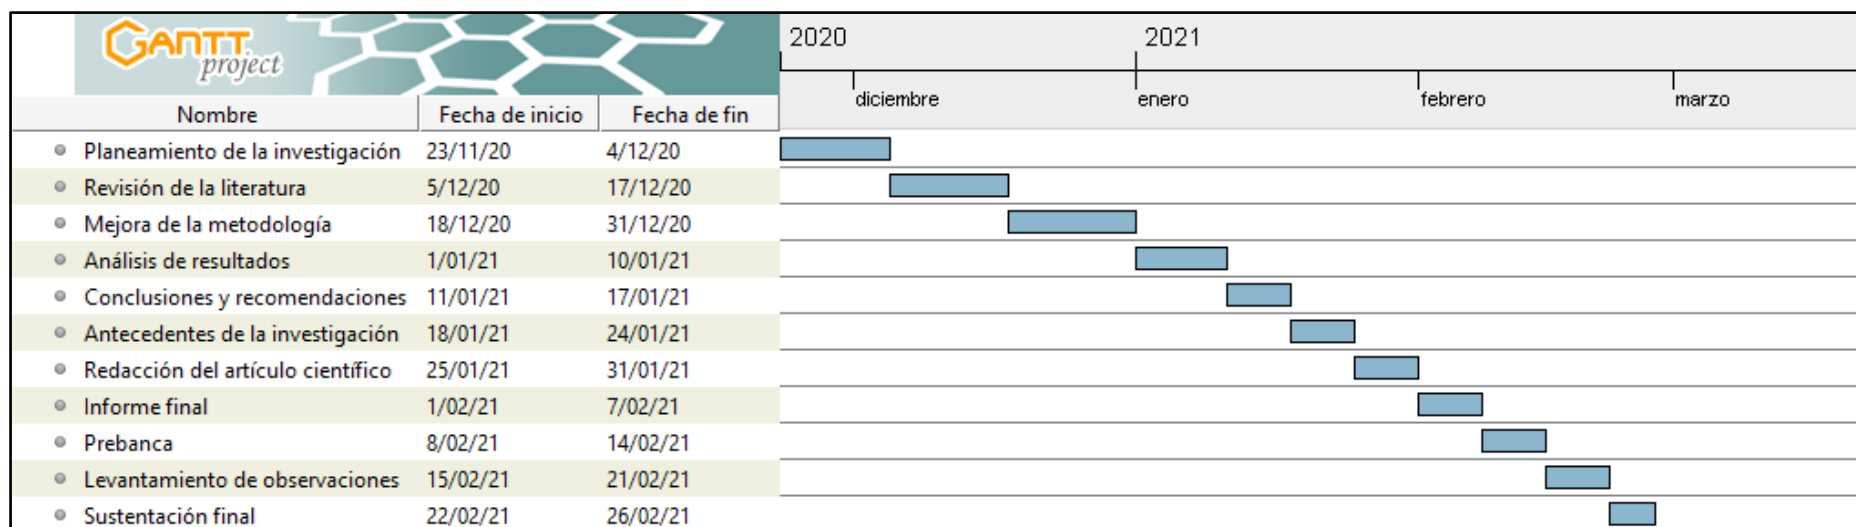 GANTT
project
2020 2021
diciembre enero febrero marzo
Nombre Fecha de inicio Fecha de fin
Planeamiento de la investigación 23/11/20 4/12/20
Revisión de la literatura 5/12/20 17/12/20
Mejora de la metodología 18/12/20 31/12/20
Análisis de resultados 1/01/21 10/01/21
Conclusiones y recomendaciones 11/01/21 17/01/21
Antecedentes de la investigación 18/01/21 24/01/21
Redacción del artículo científico 25/01/21 31/01/21
Informe final 1/02/21 7/02/21
Prebanca 8/02/21 14/02/21
Levantamiento de observaciones 15/02/21 21/02/21
Sustentación final 22/02/21 26/02/21